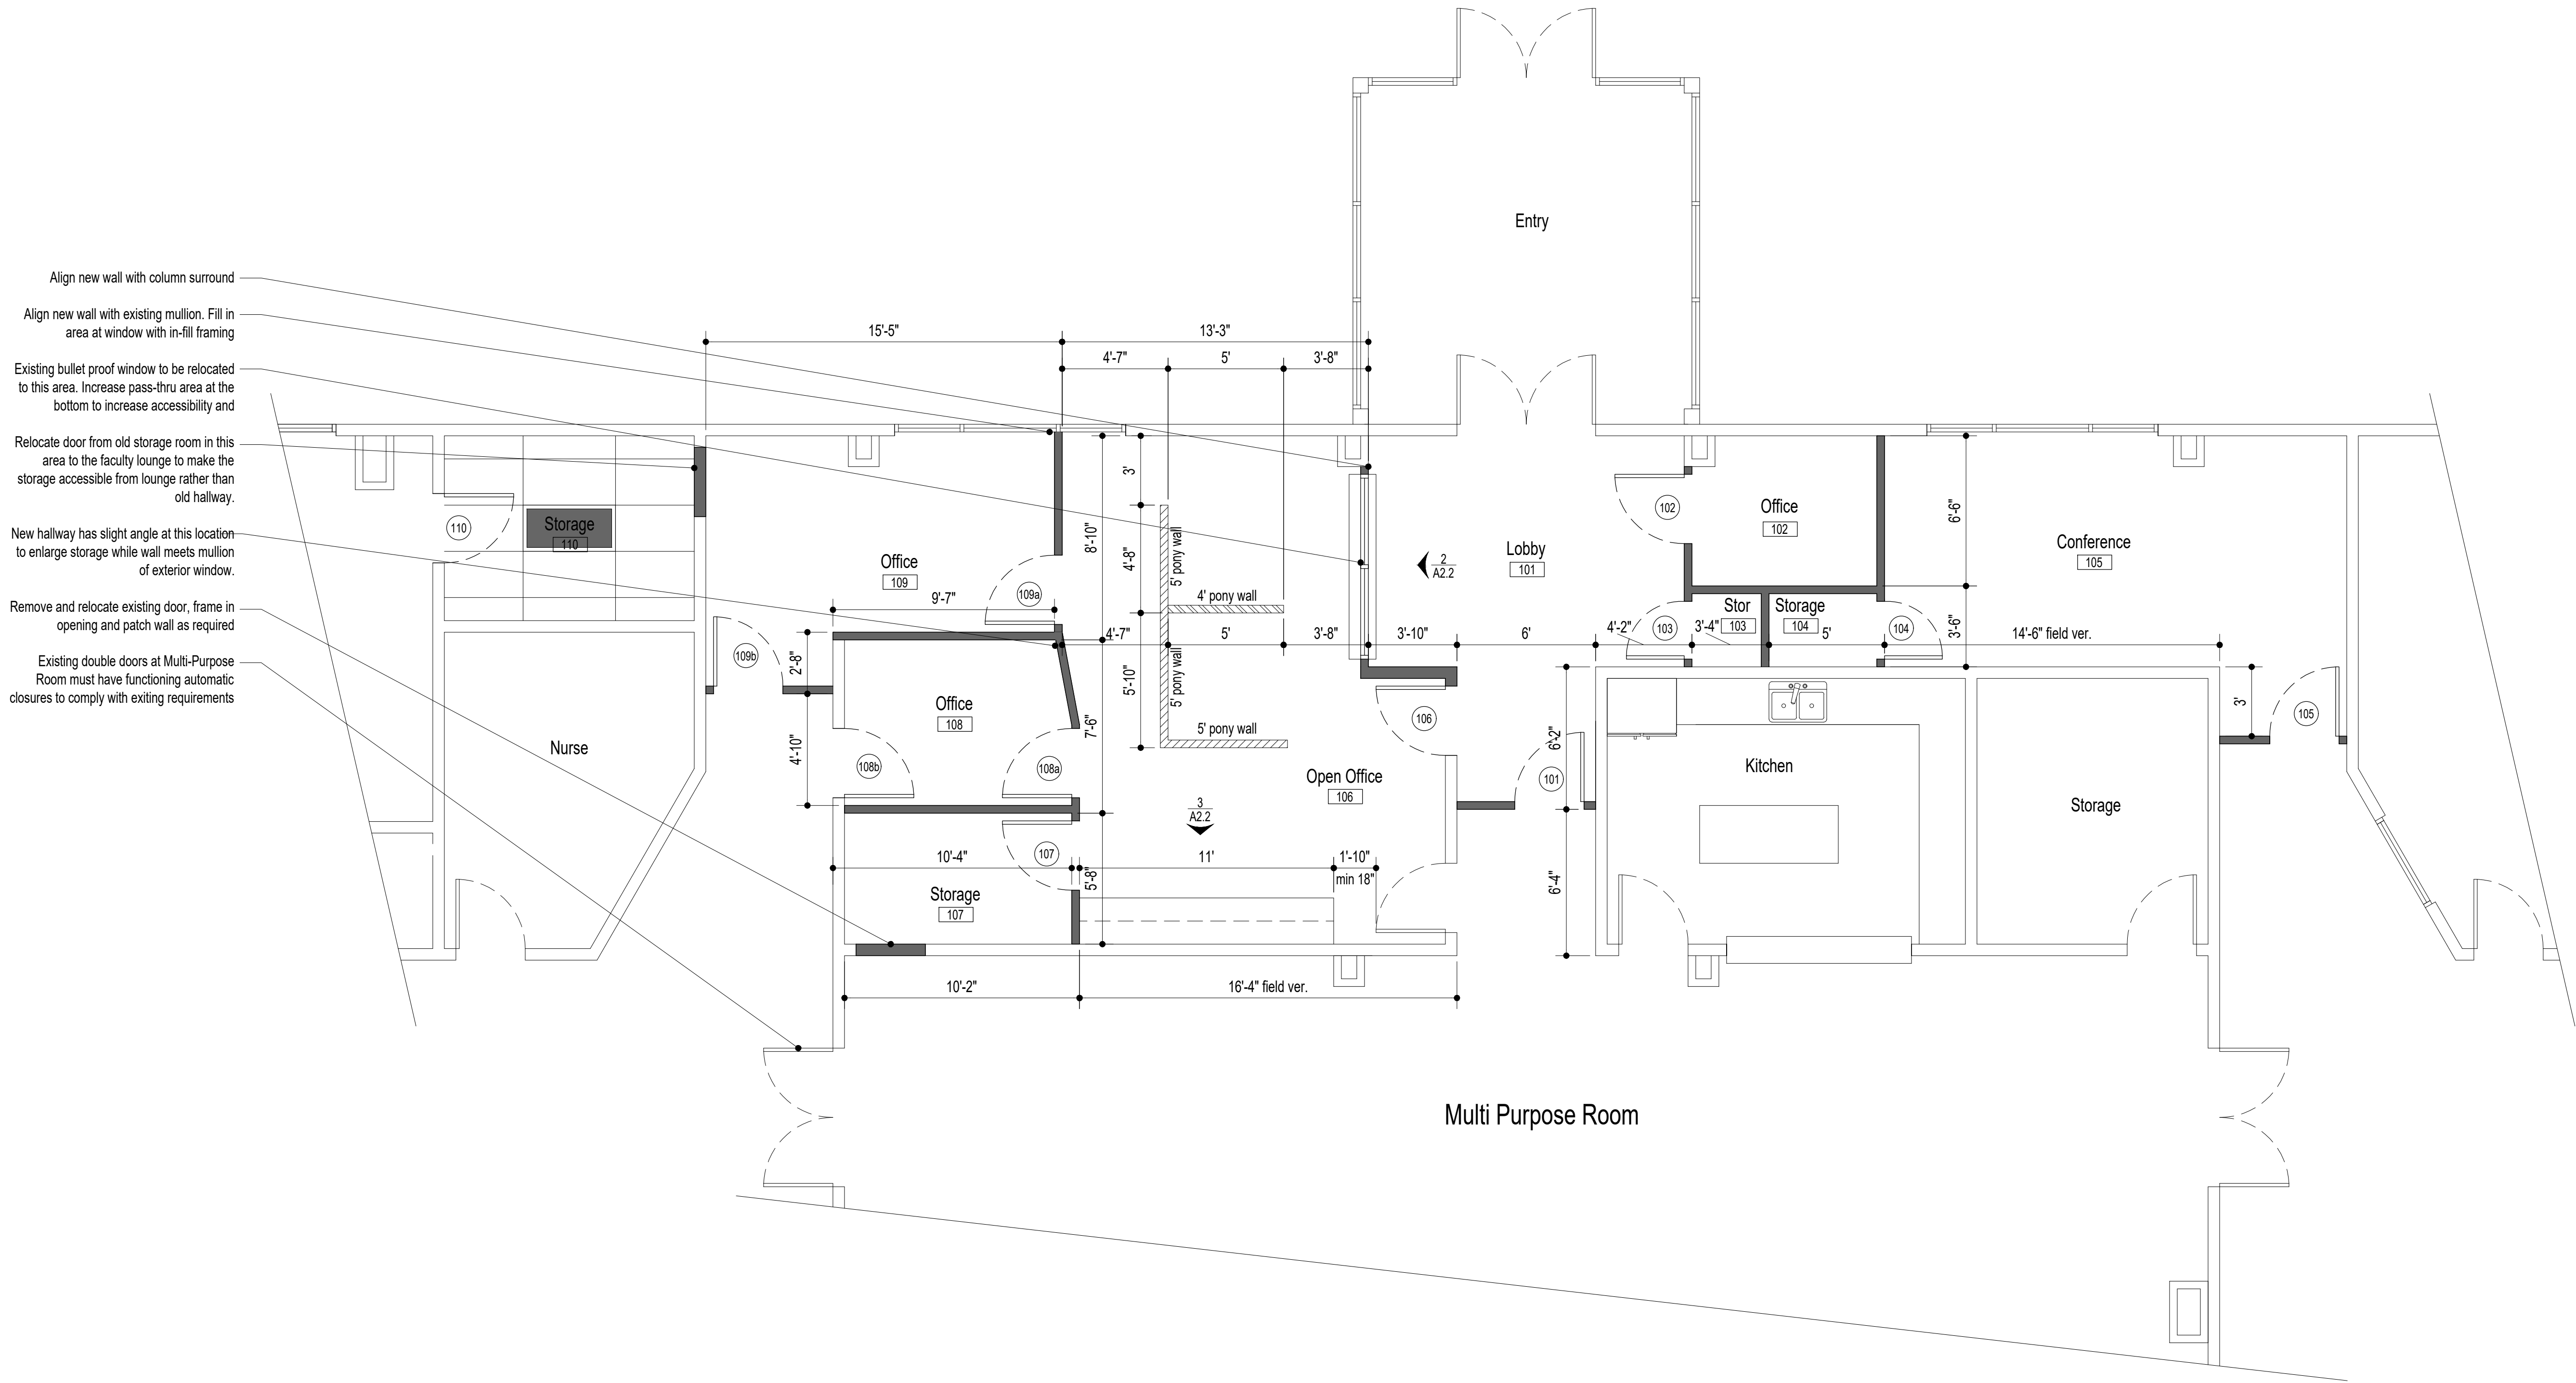 Entry
Align new wall with column surround
Align new wall with existing mullion. Fill in
area at window with in-fill framing
Existing bullet proof window to be relocated
to this area. Increase pass-thru area at the
bottom to increase accessibility and
Relocate door from old storage room in this
area to the faculty lounge to make the
storage accessible from lounge rather than
old hallway.
New hallway has slight angle at this location
to enlarge storage while wall meets mullion
of exterior window.
Remove and relocate existing door, frame in
opening and patch wall as required
Existing double doors at Multi-Purpose
Room must have functioning automatic
closures to comply with exiting requirements
15'-5"
13'-3"
4'-7"
5'
3'-8"
110
Storage
110
Office
109
109a
9'-7"
109b
2'-8"
4'-10"
Nurse
Office
108
108b
108a
8'-10"
7'-6"
5'-8"
3'
4'-8"
5'-10"
5' pony wall
4' pony wall
5' pony wall
5' pony wall
4'-7"
5'
3'-8"
3'-10"
6'
4'-2"
3'-4"
5'
14'-6" field ver.
2
A2.2
Lobby
101
102
Office
102
6'-6"
3'-6"
Conference
105
103
Stor
103
Storage
104
104
106
Open Office
106
3
A2.2
101
6'-2"
6'-4"
Kitchen
Storage
3'
105
107
10'-4"
11'
1'-10"
min 18"
Storage
107
10'-2"
16'-4" field ver.
Multi Purpose Room